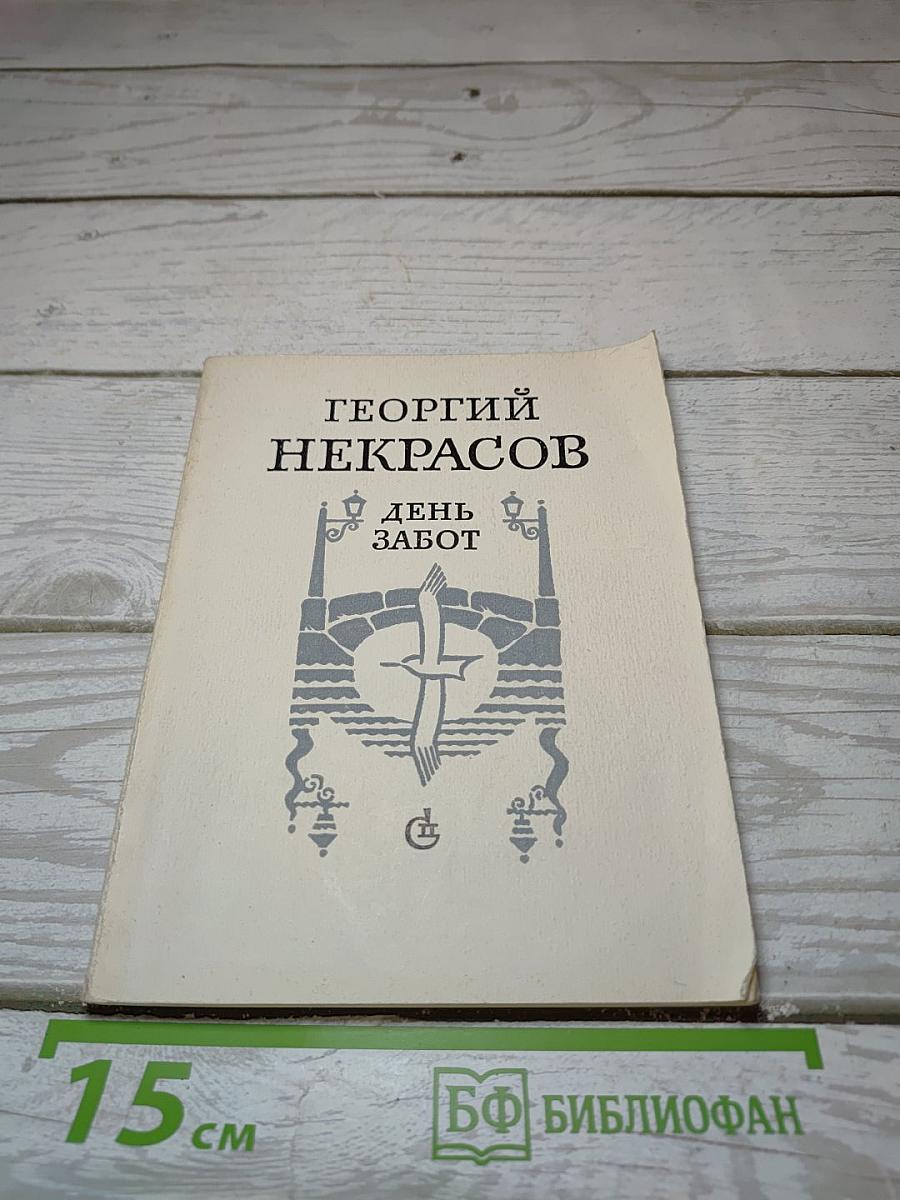 ГЕОРГИЙ
НЕКРАСОВ
ДЕНЬ
ЗАБОТ
15 см
БФ БИБЛИОФАН